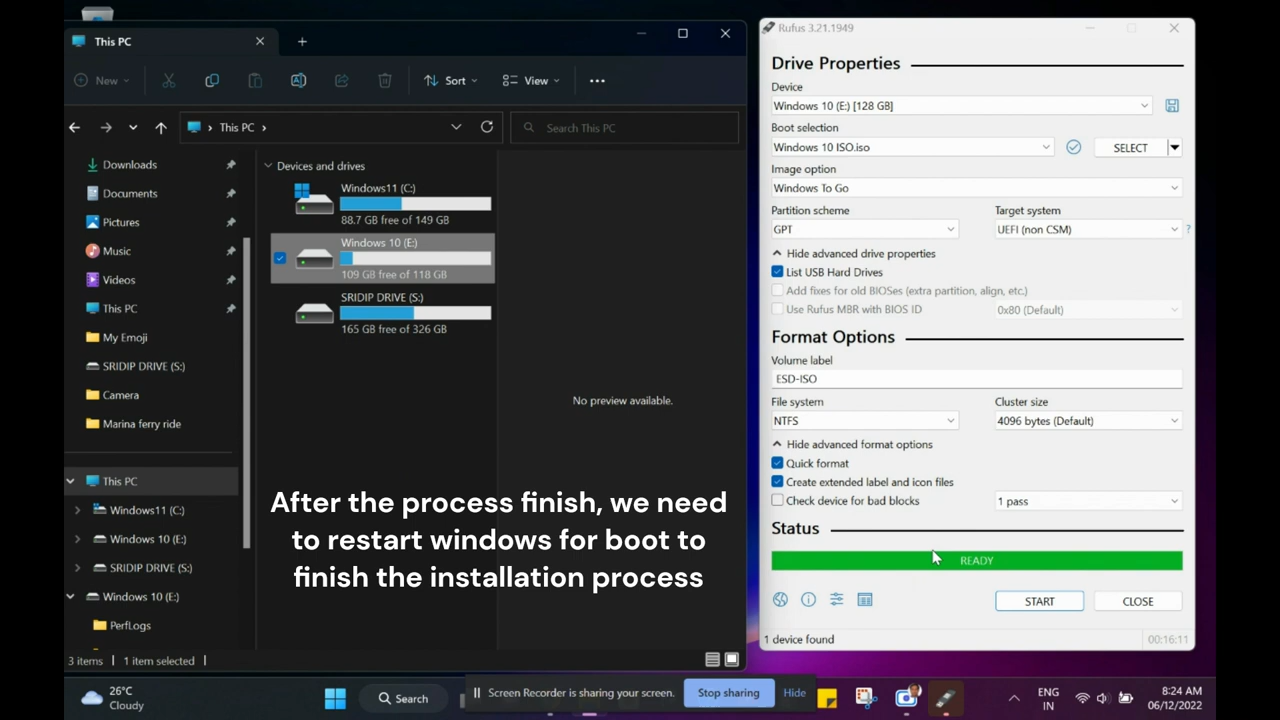 This PC
New
Sort
View
This PC
Search This PC
Downloads
Documents
Pictures
Music
Videos
This PC
My Emoji
SRIDIP DRIVE (S:)
Camera
Marina ferry ride
This PC
Windows11 (C:)
Windows 10 (E:)
SRIDIP DRIVE (S:)
Windows 10 (E:)
PerfLogs
Devices and drives
Windows11 (C:)
88.7 GB free of 149 GB
Windows 10 (E:)
109 GB free of 118 GB
SRIDIP DRIVE (S:)
165 GB free of 326 GB
No preview available.
After the process finish, we need
to restart windows for boot to
finish the installation process
3 items
1 item selected
Rufus 3.21.1949
Drive Properties
Device
Windows 10 (E:) [128 GB]
Boot selection
Windows 10 ISO.iso
SELECT
Image option
Windows To Go
Partition scheme
Target system
GPT
UEFI (non CSM)
?
Hide advanced drive properties
List USB Hard Drives
Add fixes for old BIOSes (extra partition, align, etc.)
Use Rufus MBR with BIOS ID
0x80 (Default)
Format Options
Volume label
ESD-ISO
File system
Cluster size
NTFS
4096 bytes (Default)
Hide advanced format options
Quick format
Create extended label and icon files
Check device for bad blocks
1 pass
Status
READY
START
CLOSE
1 device found
00:16:11
26°C
Cloudy
Search
Screen Recorder is sharing your screen.
Stop sharing
Hide
ENG
IN
8:24 AM
06/12/2022